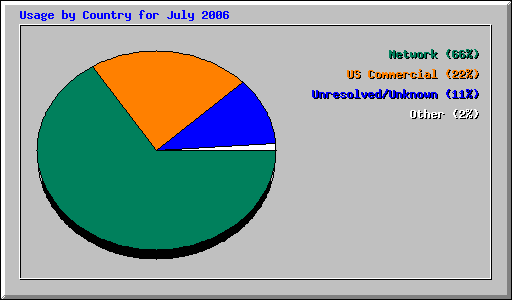 Usage by Country for July 2006
Network (66%)
US Commercial (22%)
Unresolved/Unknown (11%)
Other (2%)